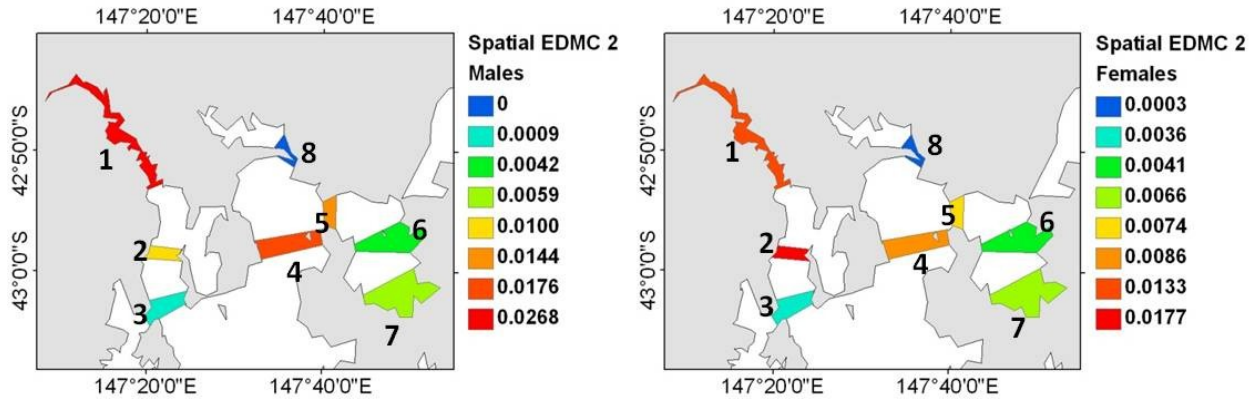 147°20'0"E 147°40'0"E
42°50'0"S
43°0'0"S
1
2
3
4
5
6
7
8
147°20'0"E 147°40'0"E
Spatial EDMC 2
Males
0
0.0009
0.0042
0.0059
0.0100
0.0144
0.0176
0.0268
147°20'0"E 147°40'0"E
42°50'0"S
43°0'0"S
1
2
3
4
5
6
7
8
147°20'0"E 147°40'0"E
Spatial EDMC 2
Females
0.0003
0.0036
0.0041
0.0066
0.0074
0.0086
0.0133
0.0177